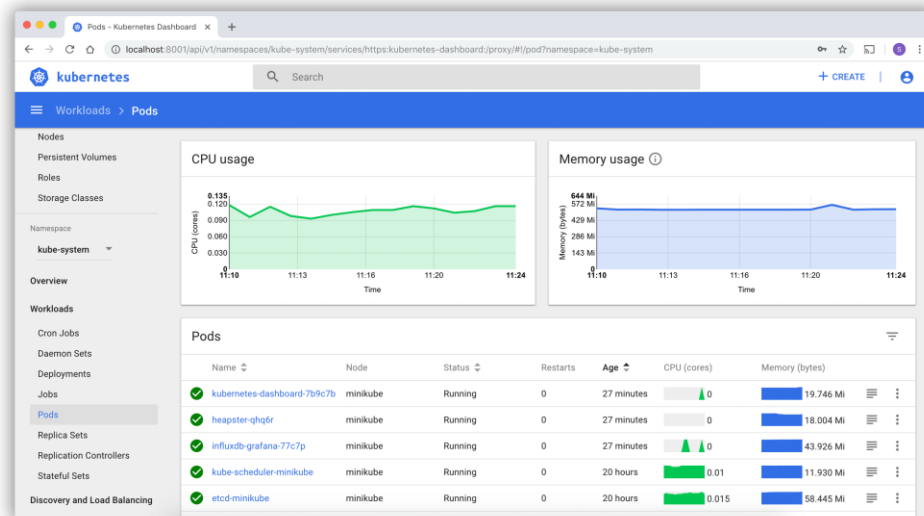 Pods - Kubernetes Dashboard
localhost:8001/api/v1/namespaces/kube-system/services/https:kubernetes-dashboard:/proxy/#!/pod?namespace=kube-system
S
kubernetes
Search
+ CREATE
Workloads > Pods
Nodes
Persistent Volumes
Roles
Storage Classes
Namespace
kube-system
Overview
Workloads
Cron Jobs
Daemon Sets
Deployments
Jobs
Pods
Replica Sets
Replication Controllers
Stateful Sets
Discovery and Load Balancing
CPU usage
CPU (cores)
0.135
0.120
0.090
0.060
0.030
0
11:10 11:13 11:16 11:20 11:24
Time
Memory usage
Memory (bytes)
644 Mi
572 Mi
429 Mi
286 Mi
143 Mi
0
11:10 11:13 11:16 11:20 11:24
Time
Pods
Name Node Status Restarts Age CPU (cores) Memory (bytes)
kubernetes-dashboard-7b9c7b minikube Running 0 27 minutes 0 19.746 Mi
heapster-qhq6r minikube Running 0 27 minutes 0 18.004 Mi
influxdb-grafana-77c7p minikube Running 0 27 minutes 0 43.926 Mi
kube-scheduler-minikube minikube Running 0 20 hours 0.01 11.930 Mi
etcd-minikube minikube Running 0 20 hours 0.015 58.445 Mi